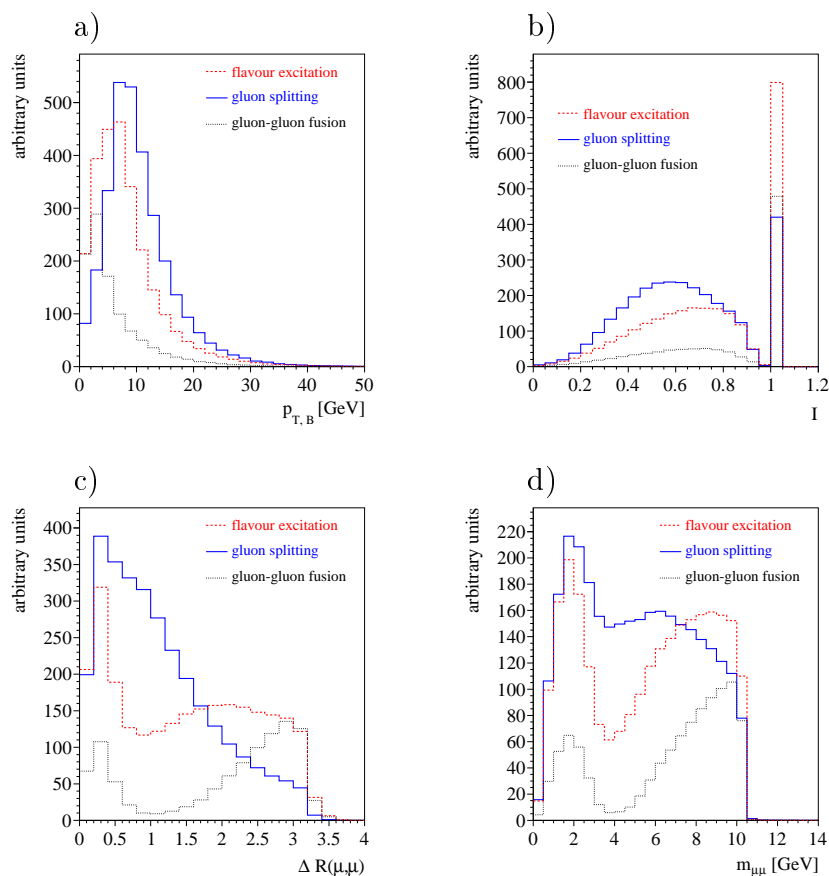 a)
arbitrary units
flavour excitation
gluon splitting
gluon-gluon fusion
500
400
300
200
100
0
0 10 20 30 40 50
p T, B [GeV]
b)
arbitrary units
flavour excitation
gluon splitting
gluon-gluon fusion
800
700
600
500
400
300
200
100
0
0 0.2 0.4 0.6 0.8 1 1.2
I
c)
arbitrary units
flavour excitation
gluon splitting
gluon-gluon fusion
400
350
300
250
200
150
100
50
0
0 0.5 1 1.5 2 2.5 3 3.5 4
Δ R(μ,μ)
d)
arbitrary units
flavour excitation
gluon splitting
gluon-gluon fusion
220
200
180
160
140
120
100
80
60
40
20
0
0 2 4 6 8 10 12 14
m μμ [GeV]